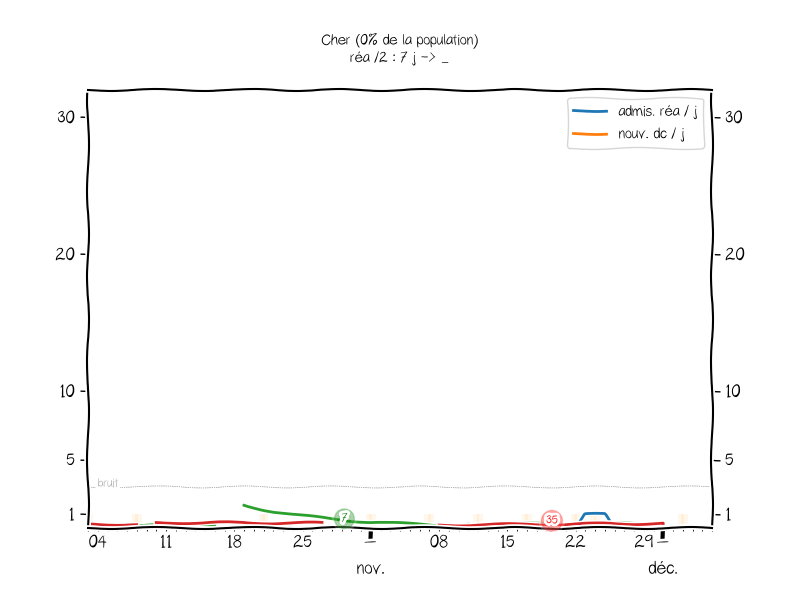 Cher (0% de la population)
réa /2 : 7 j -> _
admis. réa / j
nouv. dc / j
30
30
20
20
10
10
5
5
bruit
1
1
7
35
04 11 18 25 08 15 22 29
nov. déc.